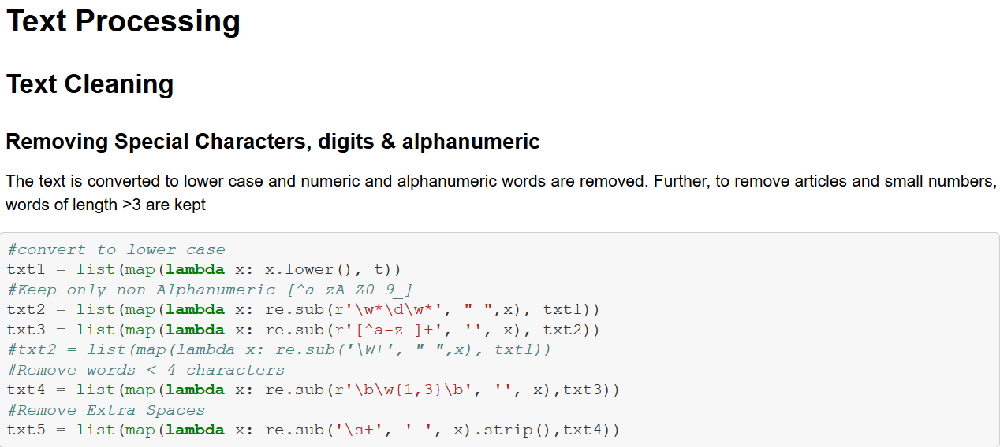 Text Processing
Text Cleaning
Removing Special Characters, digits & alphanumeric
The text is converted to lower case and numeric and alphanumeric words are removed. Further, to remove articles and small numbers,
words of length >3 are kept
#convert to lower case
txt1 = list(map(lambda x: x.lower(), t))
#Keep only non-Alphanumeric [^a-zA-Z0-9_]
txt2 = list(map(lambda x: re.sub(r'\w*\d\w*', " ",x), txt1))
txt3 = list(map(lambda x: re.sub(r'[^a-z ]+', '', x), txt2))
#txt2 = list(map(lambda x: re.sub('\W+', " ",x), txt1))
#Remove words < 4 characters
txt4 = list(map(lambda x: re.sub(r'\b\w{1,3}\b', '', x),txt3))
#Remove Extra Spaces
txt5 = list(map(lambda x: re.sub('\s+', ' ', x).strip(),txt4))